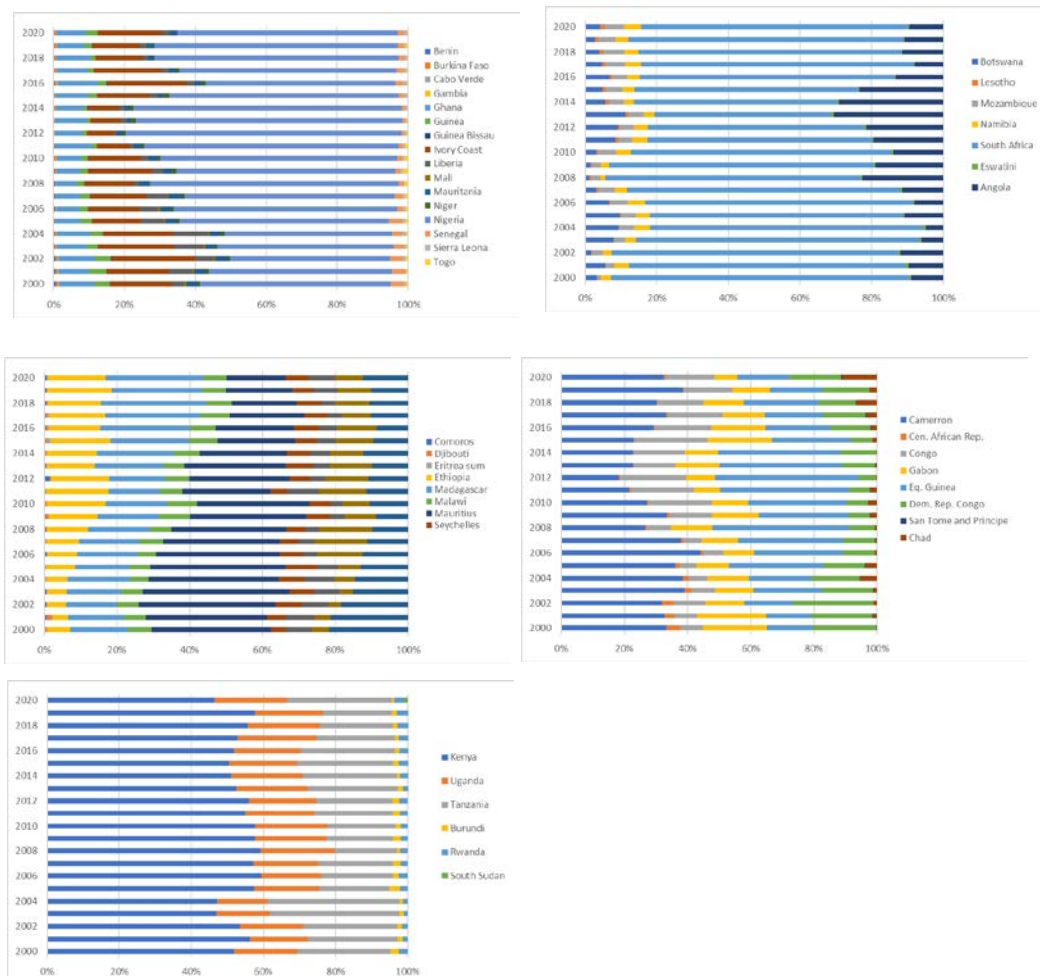 2020
2018
2016
2014
2012
2010
2008
2006
2004
2002
2000
0% 20% 40% 60% 80% 100%
Benin
Burkina Faso
Cabo Verde
Gambia
Ghana
Guinea
Guinea Bissau
Ivory Coast
Liberia
Mali
Mauritania
Niger
Nigeria
Senegal
Sierra Leona
Togo
2020
2018
2016
2014
2012
2010
2008
2006
2004
2002
2000
0% 20% 40% 60% 80% 100%
Botswana
Lesotho
Mozambique
Namibia
South Africa
Eswatini
Angola
2020
2018
2016
2014
2012
2010
2008
2006
2004
2002
2000
0% 20% 40% 60% 80% 100%
Comoros
Djibouti
Eritrea sum
Ethiopia
Madagascar
Malawi
Mauritius
Seychelles
2020
2018
2016
2014
2012
2010
2008
2006
2004
2002
2000
0% 20% 40% 60% 80% 100%
Camerron
Cen. African Rep.
Congo
Gabon
Eq. Guinea
Dem. Rep. Congo
San Tome and Principe
Chad
2020
2018
2016
2014
2012
2010
2008
2006
2004
2002
2000
0% 20% 40% 60% 80% 100%
Kenya
Uganda
Tanzania
Burundi
Rwanda
South Sudan